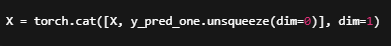 X = torch.cat([X, y_pred_one.unsqueeze(dim=0)], dim=1)